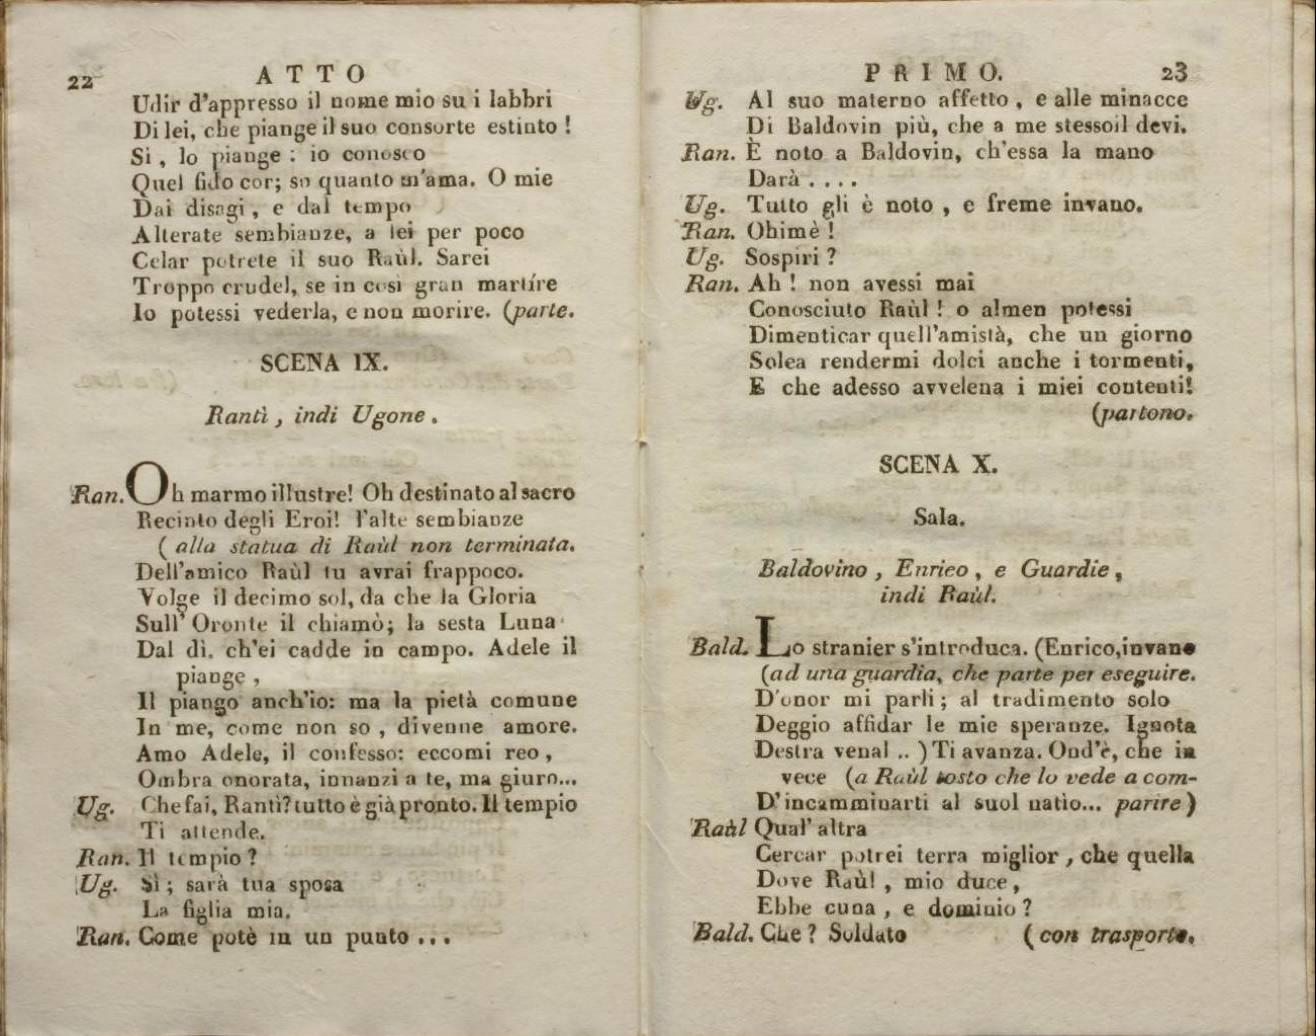 22 ATTO
Udir d'appresso il nome mio su i labbri
Di lei, che piange il suo consorte estinto !
Si , lo piange : io conosco
Quel fido cor; so quanto m'ama. O mie
Dai disagi , e dal tempo
Alterate sembianze, a lei per poco
Celar potrete il suo Raùl. Sarei
Troppo crudel, se in così gran martíre
Io potessi vederla, e non morire. (parte.
SCENA IX.
Rantì , indi Ugone .
Ran. Oh marmo illustre! Oh destinato al sacro
Recinto degli Eroi! l'alte sembianze
( alla statua di Raùl non terminata.
Dell'amico Raùl tu avrai frappoco.
Volge il decimo sol, da che la Gloria
Sull' Oronte il chiamò; la sesta Luna
Dal dì, ch'ei cadde in campo. Adele il
piange ,
Il piango anch'io: ma la pietà comune
In me, come non so , divenne amore.
Amo Adele, il confesso: eccomi reo ,
Ombra onorata, innanzi a te, ma giuro...
Ug. Che fai, Rantì? tutto è già pronto. Il tempio
Ti attende.
Ran. Il tempio ?
Ug. Sì ; sarà tua sposa
La figlia mia.
Ran. Come potè in un punto ...
PRIMO. 23
Ug. Al suo materno affetto , e alle minacce
Di Baldovin più, che a me stesso il devi.
Ran. È noto a Baldovin, ch'essa la mano
Darà ....
Ug. Tutto gli è noto , e freme invano.
Ran. Ohimè !
Ug. Sospiri ?
Ran. Ah ! non avessi mai
Conosciuto Raùl ! o almen potessi
Dimenticar quell'amistà, che un giorno
Solea rendermi dolci anche i tormenti,
E che adesso avvelena i miei contenti!
(partono.
SCENA X.
Sala.
Baldovino , Enrico , e Guardie ,
indi Raùl.
Bald. Lo stranier s'introduca. (Enrico, invano
(ad una guardia, che parte per eseguire.
D'onor mi parli ; al tradimento solo
Deggio affidar le mie speranze. Ignota
Destra venal .. ) Ti avanza. Ond'è, che in
vece (a Raùl tosto che lo vede a com-
D'incamminarti al suol natìo... parire)
Raùl Qual' altra
Cercar potrei terra miglior , che quella
Dove Raùl , mio duce ,
Ebbe cuna , e dominio ?
Bald. Che ? Soldato ( con trasporto.